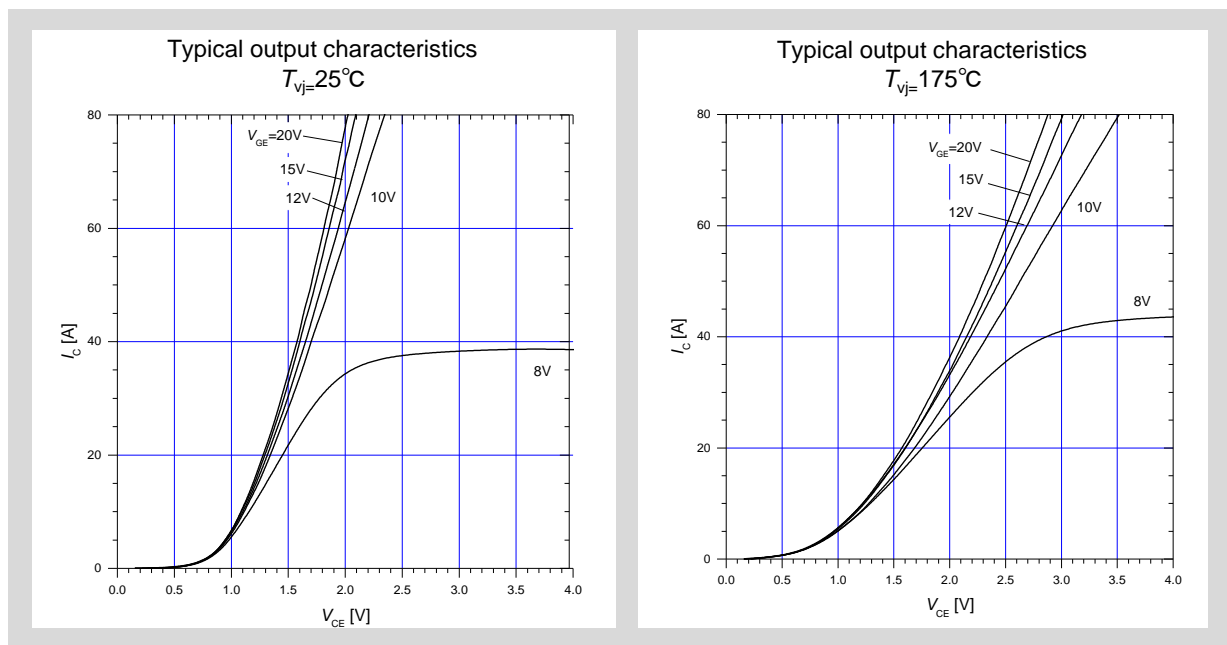 Typical output characteristics
Tvj=25℃
80
60
40
20
0
IC [A]
VGE=20V
15V
12V
10V
8V
0.0 0.5 1.0 1.5 2.0 2.5 3.0 3.5 4.0
VCE [V]
Typical output characteristics
Tvj=175℃
80
60
40
20
0
IC [A]
VGE=20V
15V
12V
10V
8V
0.0 0.5 1.0 1.5 2.0 2.5 3.0 3.5 4.0
VCE [V]